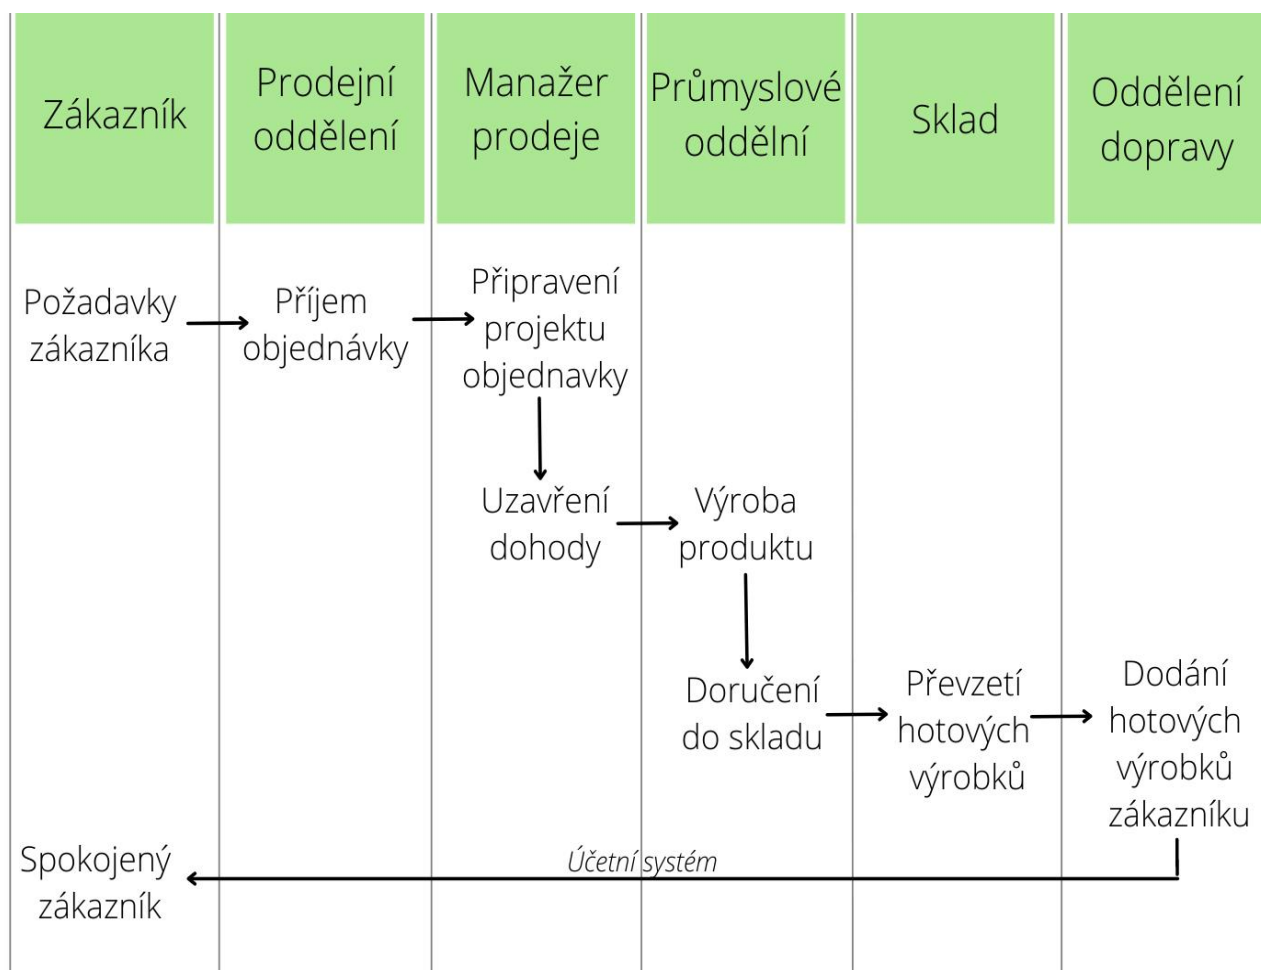 Zákazník
Prodejní
oddělení
Manažer
prodeje
Průmyslové
oddělní
Sklad
Oddělení
dopravy
Požadavky
zákazníka
Příjem
objednávky
Připravení
projektu
objednavky
Uzavření
dohody
Výroba
produktu
Doručení
do skladu
Převzetí
hotových
výrobků
Dodání
hotových
výrobků
zákazníku
Účetní systém
Spokojený
zákazník